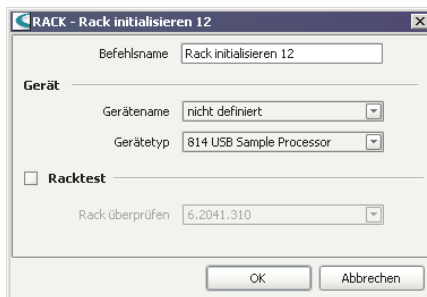 RACK - Rack initialisieren 12
Befehlsname Rack initialisieren 12
Gerät
Gerätename nicht definiert
Gerätetyp 814 USB Sample Processor
Racktest
Rack überprüfen 6.2041.310
OK Abbrechen